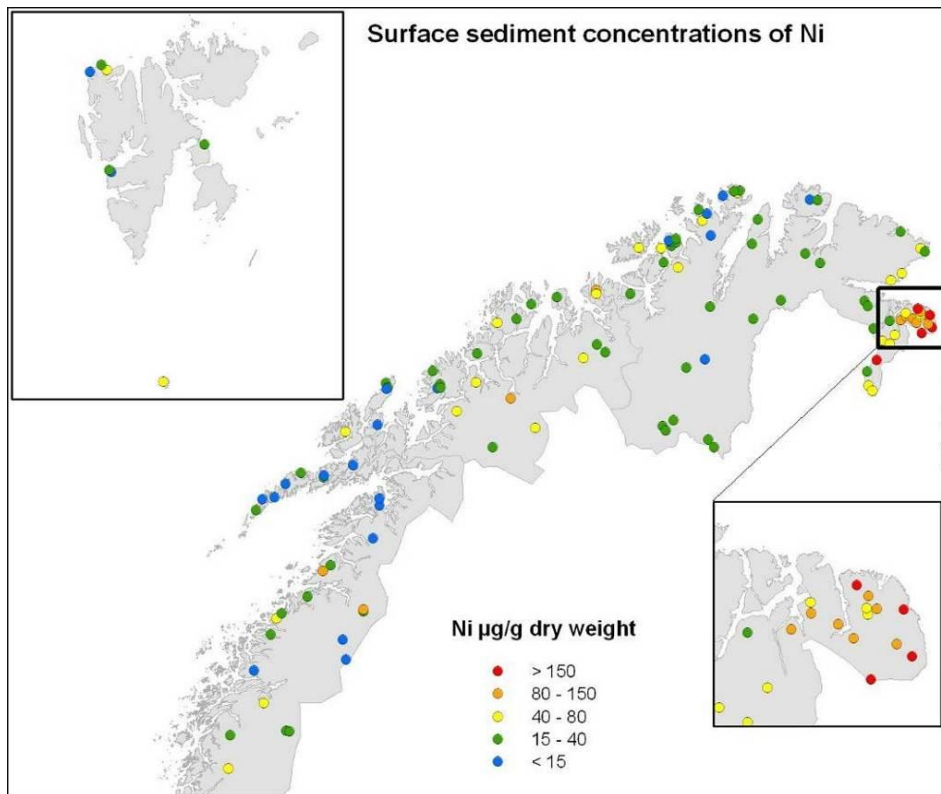 Surface sediment concentrations of Ni
Ni µg/g dry weight
> 150
80 - 150
40 - 80
15 - 40
< 15